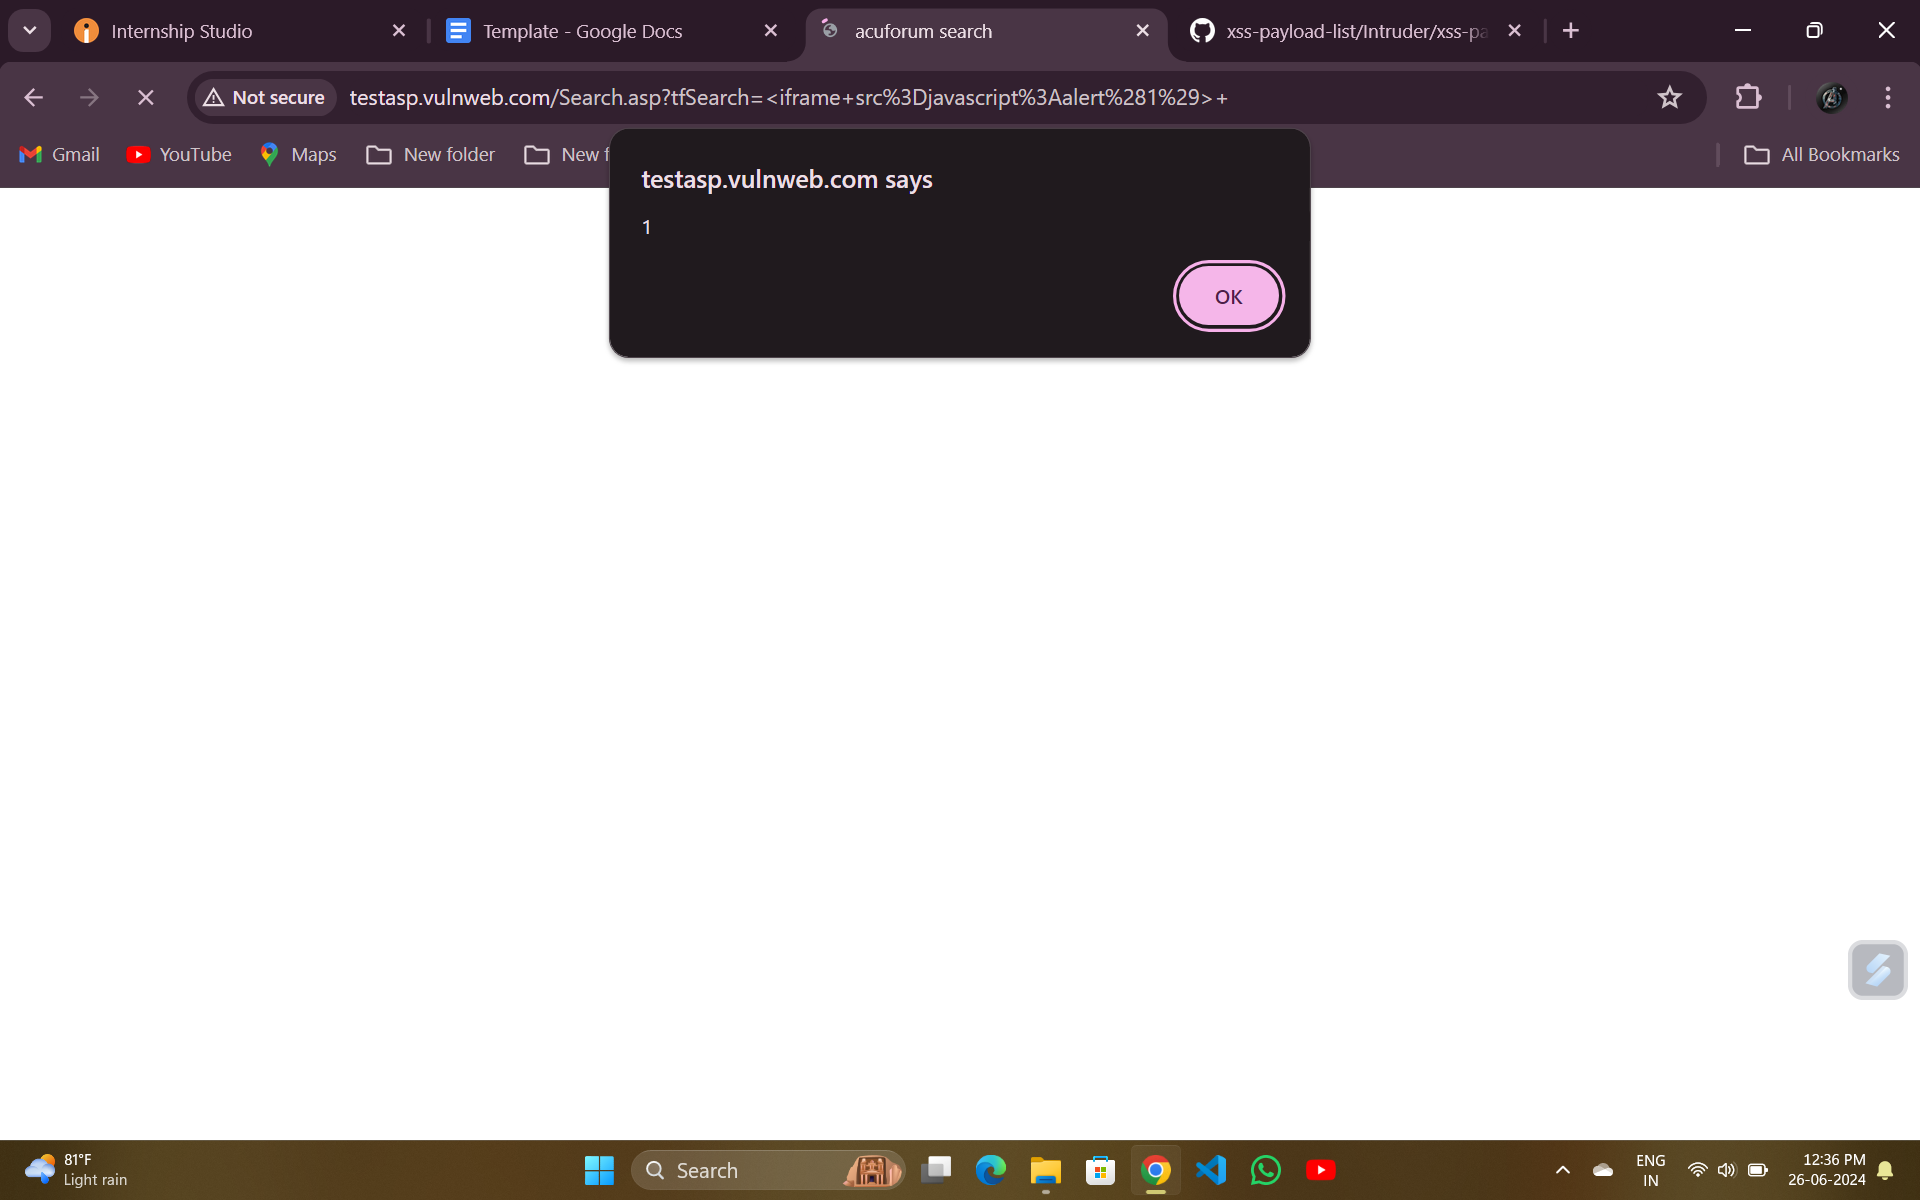 Internship Studio
Template - Google Docs
acuforum search
xss-payload-list/Intruder/xss-pa
Not secure
testasp.vulnweb.com/Search.asp?tfSearch=<iframe+src%3Djavascript%3Aalert%281%29>+
Gmail
YouTube
Maps
New folder
New f
All Bookmarks
testasp.vulnweb.com says
1
OK
81°F
Light rain
Search
ENG
IN
12:36 PM
26-06-2024